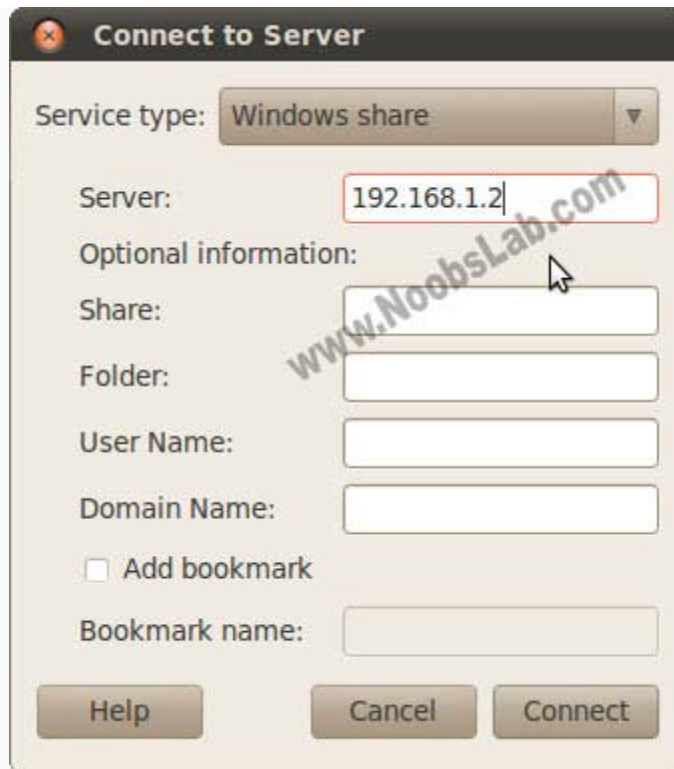 Connect to Server
Service type: Windows share
Server: 192.168.1.2
Optional information:
www.NoobsLab.com
Share:
Folder:
User Name:
Domain Name:
Add bookmark
Bookmark name:
Help Cancel Connect